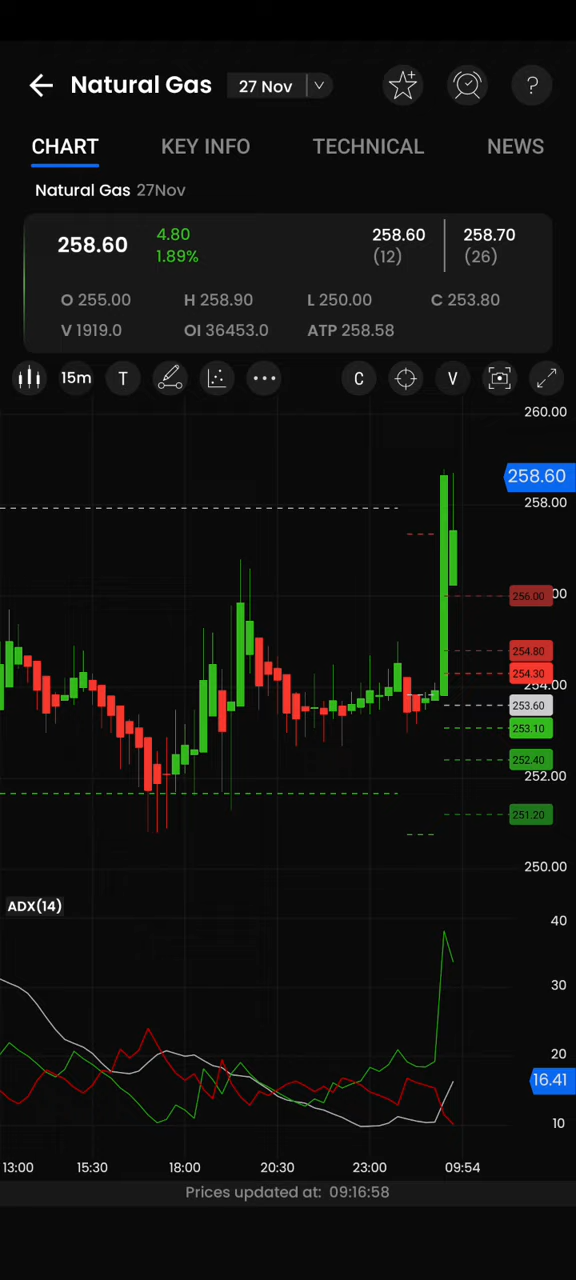 Natural Gas 27 Nov ?
CHART KEY INFO TECHNICAL NEWS
Natural Gas 27Nov
258.60 4.80 258.60 258.70
1.89% (12) (26)
O 255.00 H 258.90 L 250.00 C 253.80
V 1919.0 OI 36453.0 ATP 258.58
15m T C V
260.00
258.60
258.00
256.00
254.80
254.30
254.00
253.60
253.10
252.40
252.00
251.20
250.00
ADX(14)
40
30
20
16.41
10
13:00 15:30 18:00 20:30 23:00 09:54
Prices updated at: 09:16:58